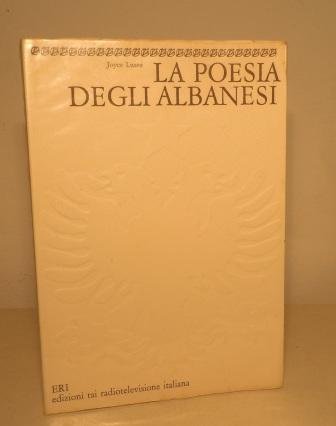 Joyce Lussu
LA POESIA
DEGLI ALBANESI
ERI
edizioni rai radiotelevisione italiana